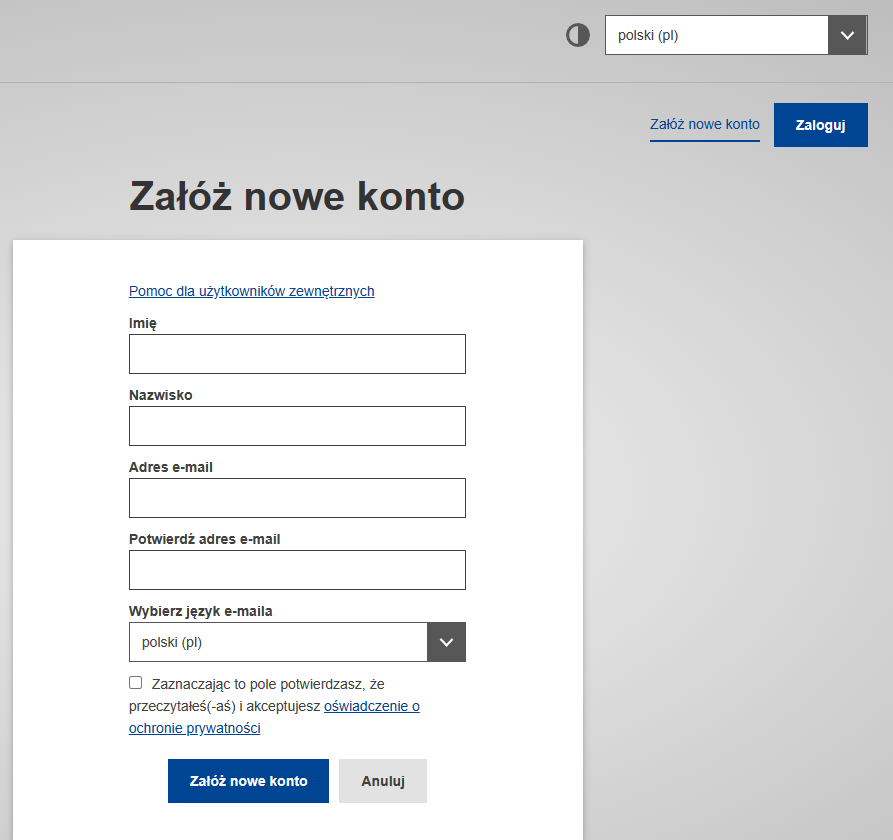 polski (pl)
Załóż nowe konto
Zaloguj
Załóż nowe konto
Pomoc dla użytkowników zewnętrznych
Imię
Nazwisko
Adres e-mail
Potwierdź adres e-mail
Wybierz język e-maila
polski (pl)
Zaznaczając to pole potwierdzasz, że
przeczytałeś(-aś) i akceptujesz oświadczenie o
ochronie prywatności
Załóż nowe konto
Anuluj